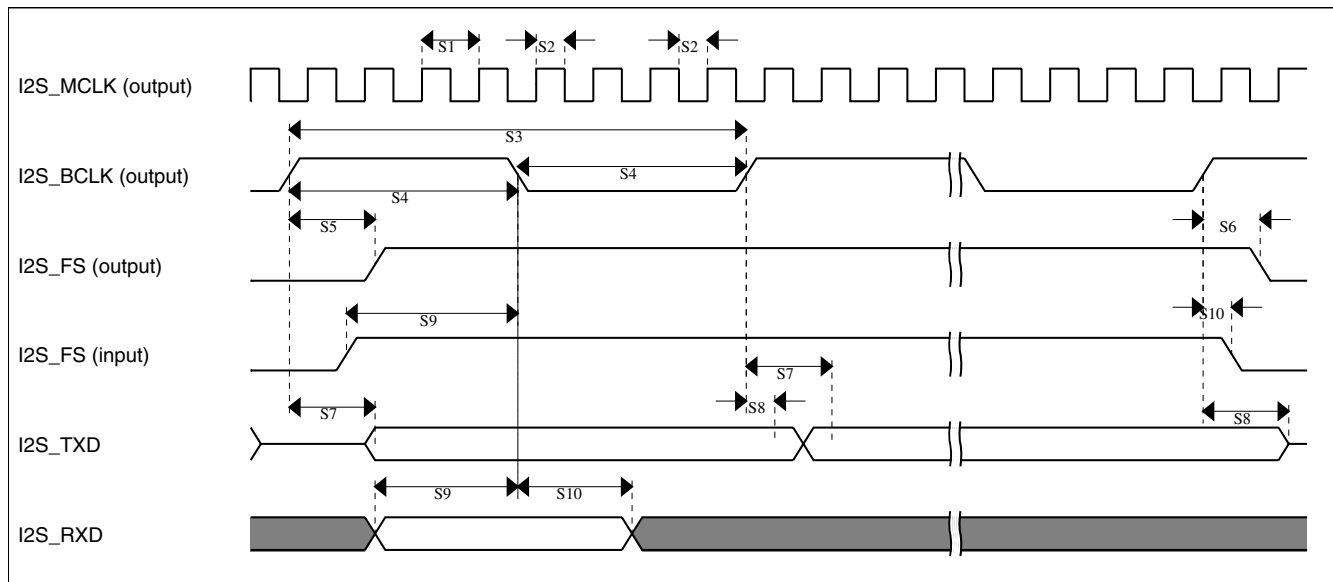 S1 S2 S2
I2S_MCLK (output)
S3
I2S_BCLK (output) S4
S4
S5 S6
I2S_FS (output)
S9 S10
I2S_FS (input)
S7
S7 S8 S8
I2S_TXD
S9 S10
I2S_RXD